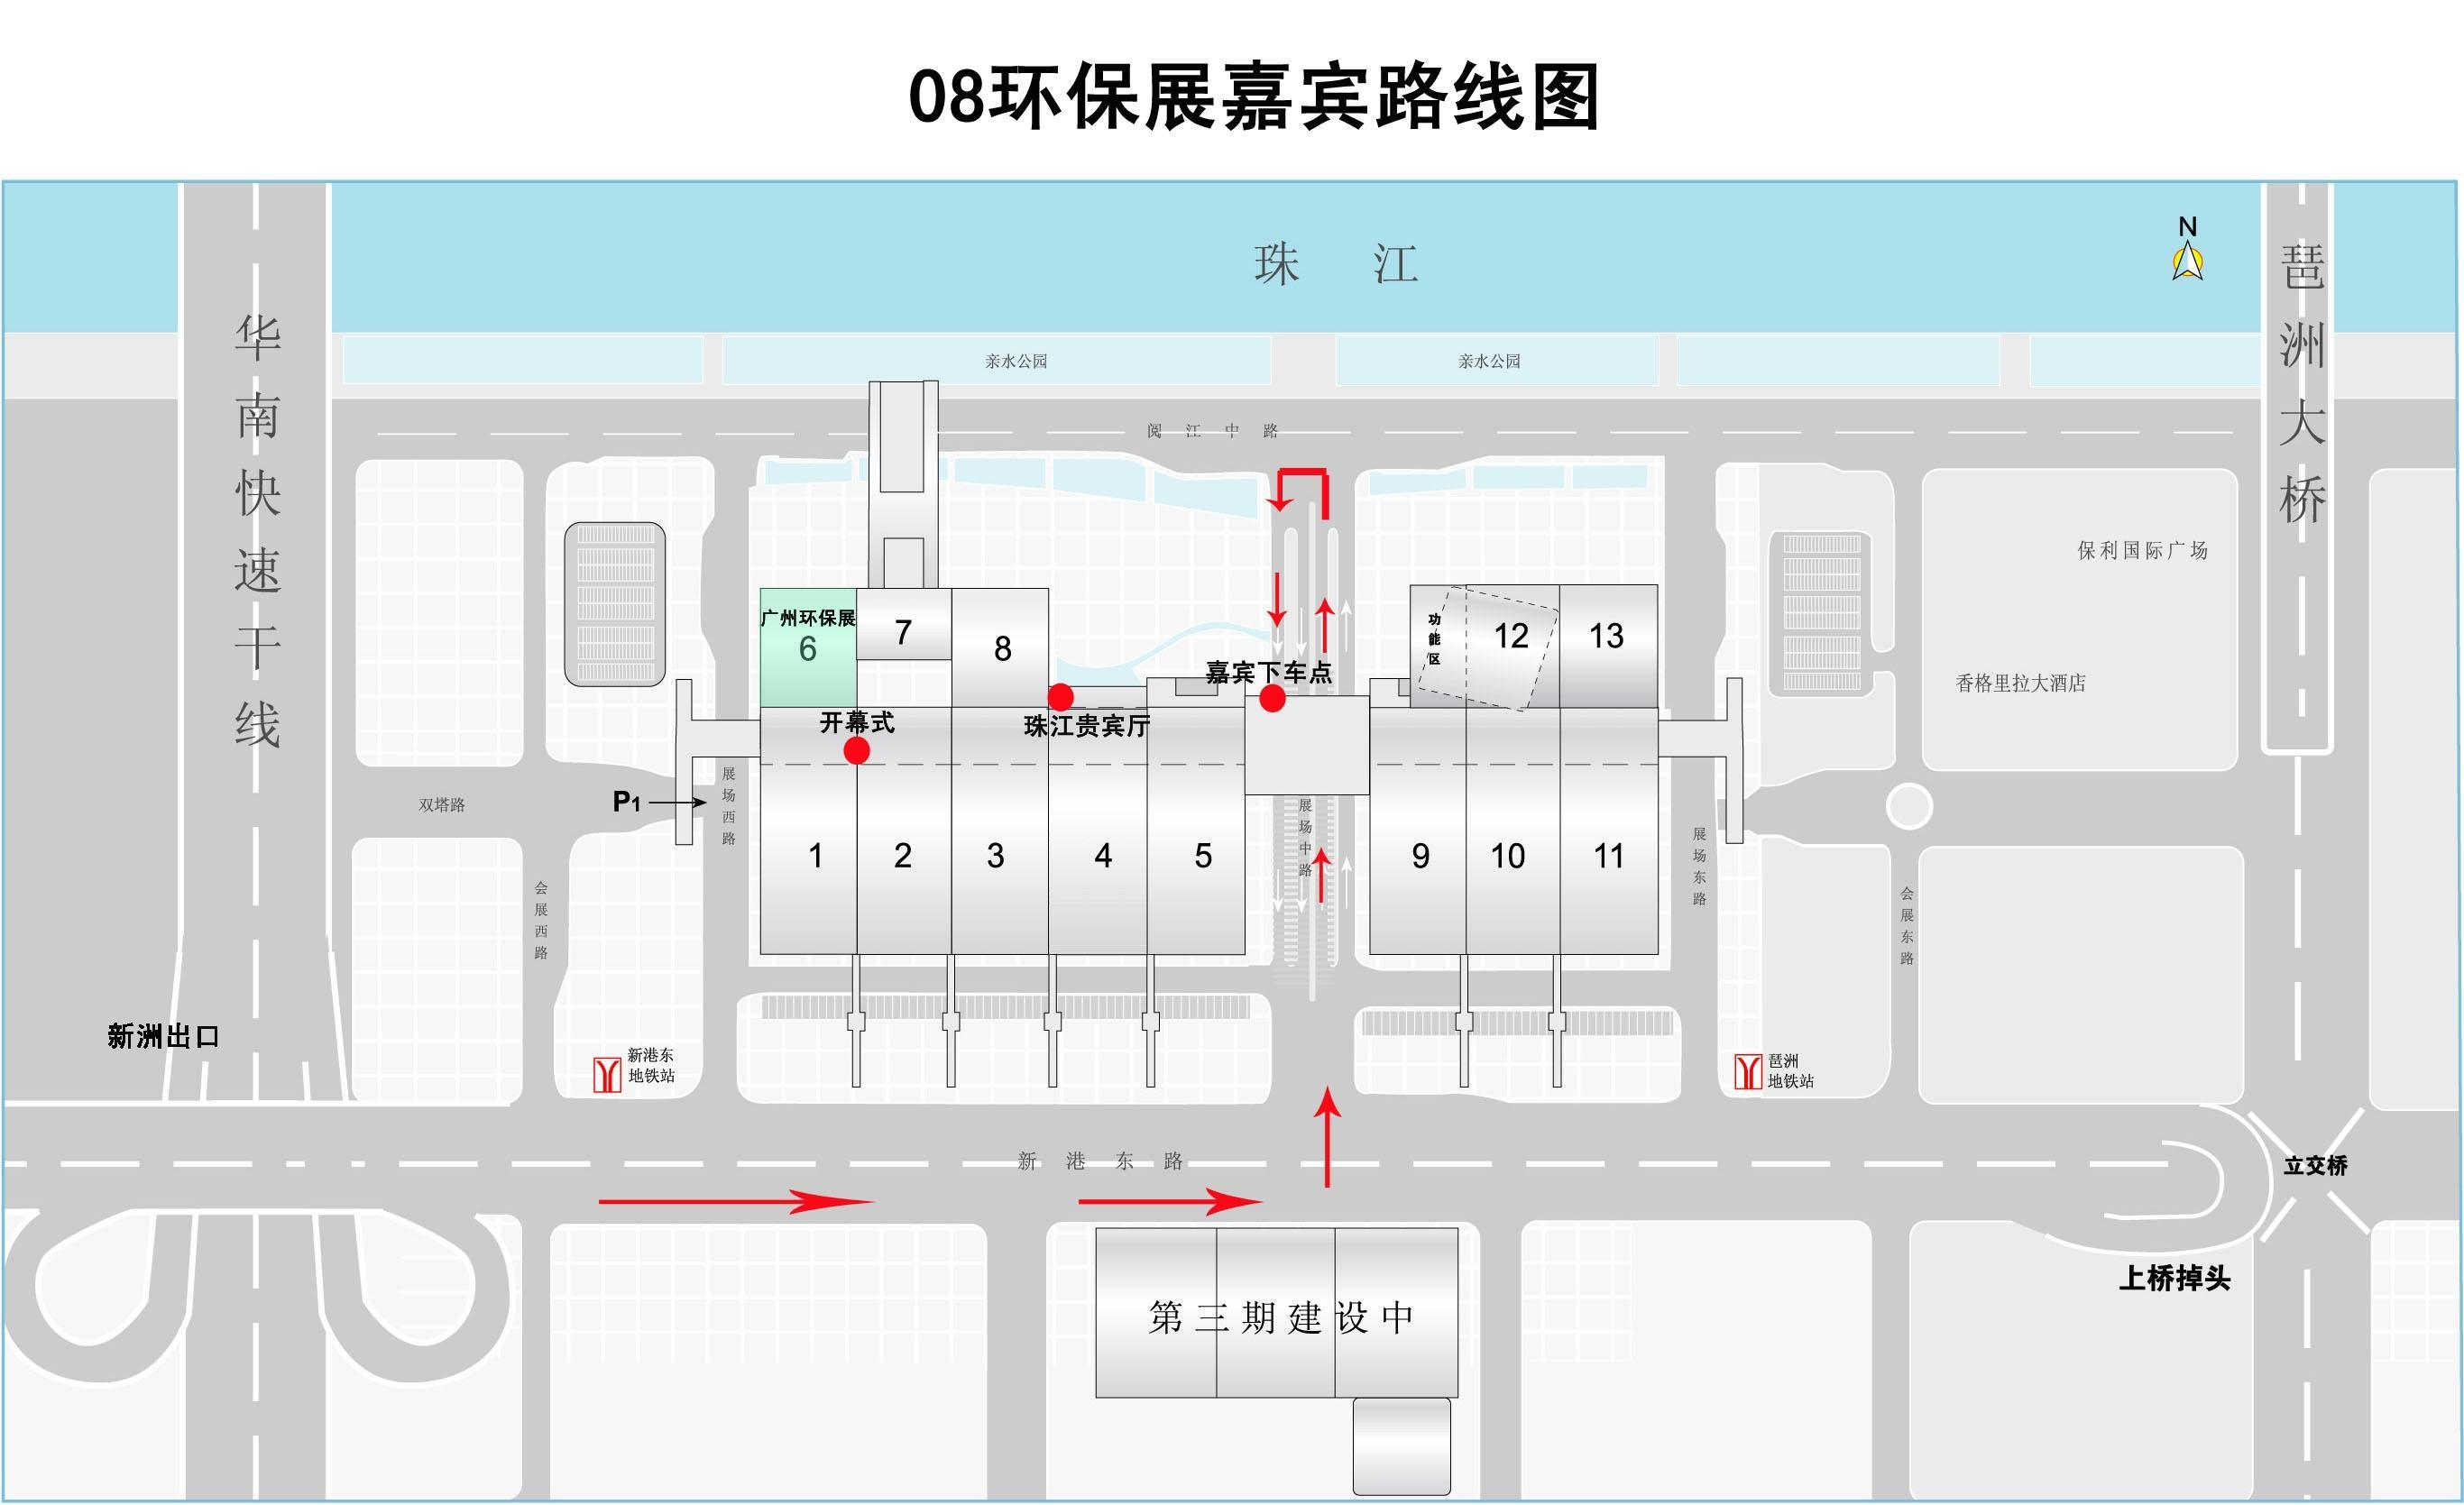 08环保展嘉宾路线图
珠江
N
华南快速干线
琶洲大桥
亲水公园
亲水公园
阅江中路
保利国际广场
香格里拉大酒店
广州环保展
6
7
8
功能区
12
13
嘉宾下车点
开幕式
珠江贵宾厅
双塔路
P1
展场西路
展场中路
展场东路
1
2
3
4
5
9
10
11
会展西路
会展东路
新洲出口
新港东
地铁站
琶洲
地铁站
新港东路
立交桥
上桥掉头
第三期建设中